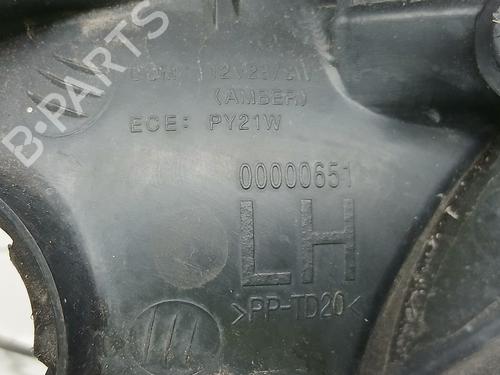 B-PARTS
(AMBER)
ECE: PY21W
00000651
LH
>PP-TD20<